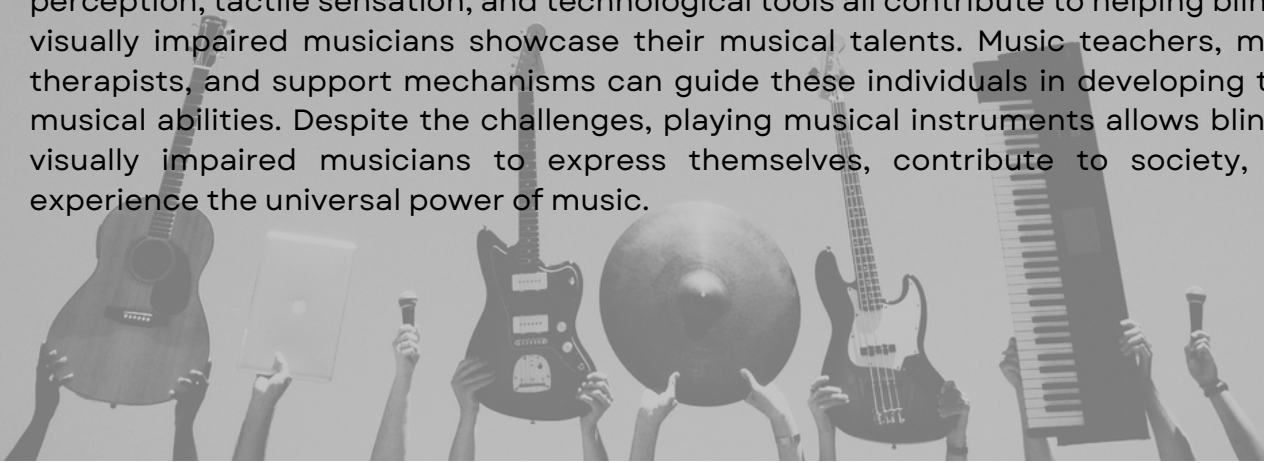 perception, tactile sensation, and technological tools all contribute to helping
visually impaired musicians showcase their musical talents. Music teachers,
therapists, and support mechanisms can guide these individuals in developing
musical abilities. Despite the challenges, playing musical instruments allows
visually impaired musicians to express themselves, contribute to society,
experience the universal power of music.